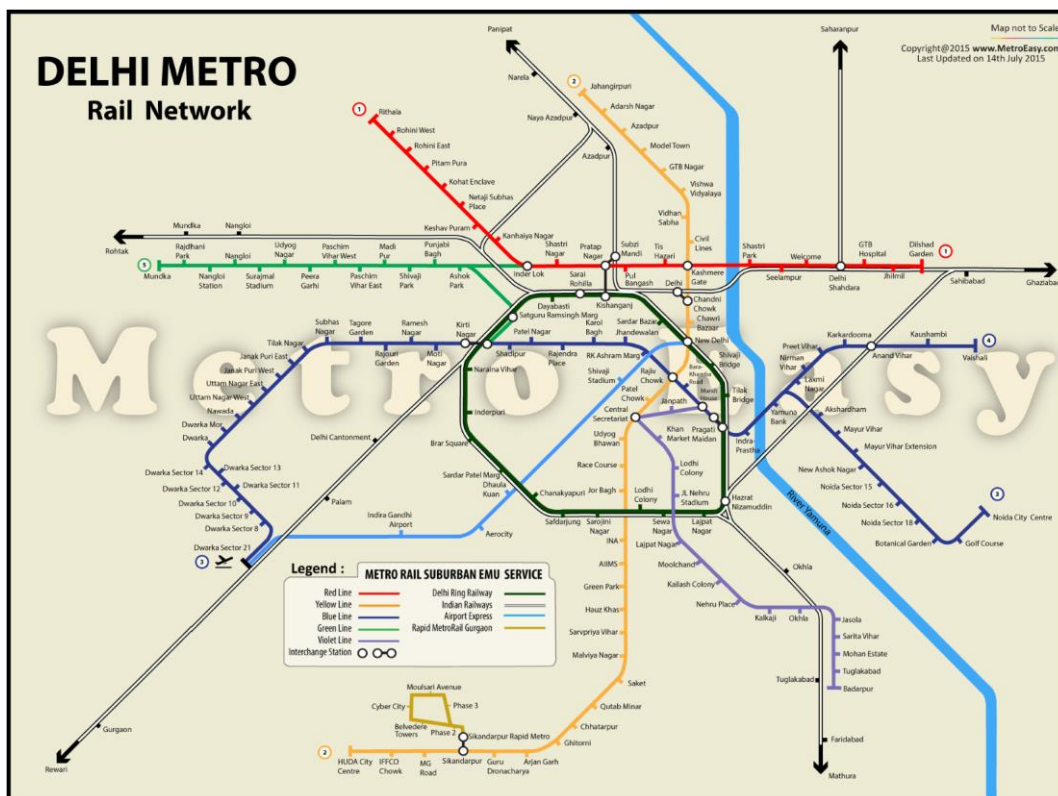 DELHI METRO
Rail Network
Map not to Scale
Copyright@2015 www.MetroEasy.com
Last Updated on 14th July 2015
Metro Easy
Panipat
Narela
Naya Azadpur
Azadpur
Saharanpur
1
Rithala
Rohini West
Rohini East
Pitam Pura
Kohat Enclave
Netaji Subhas
Place
Keshav Puram
Kanhaiya Nagar
Inder Lok
Shastri
Nagar
Pratap
Nagar
Subzi
Mandi
Pul
Bangash
Tis
Hazari
Kashmere
Gate
Shastri
Park
Seelampur
Welcome
Delhi
Shahdara
GTB
Hospital
Jhilmil
Dilshad
Garden
1
Sahibabad
Ghaziabad
2
Jahangirpuri
Adarsh Nagar
Azadpur
Model Town
GTB Nagar
Vishwa
Vidyalaya
Vidhan
Sabha
Civil
Lines
Delhi
Chandni
Chowk
Chawri
Bazaar
New Delhi
Rajiv
Chowk
Patel
Chowk
Central
Secretariat
Udyog
Bhawan
Race Course
Jor Bagh
INA
AIIMS
Green Park
Hauz Khas
Sarvpriya Vihar
Malviya Nagar
Saket
Qutab Minar
Chhatarpur
Ghitorni
Arjan Garh
Guru
Dronacharya
Sikandarpur
MG
Road
IFFCO
Chowk
HUDA City
Centre
2
Sikandarpur Rapid Metro
Phase 2
Phase 3
Moulsari Avenue
Cyber City
Belvedere
Towers
Rohtak
Mundka
Nangloi
5
Mundka
Rajdhani
Park
Nangloi
Station
Nangloi
Surajmal
Stadium
Udyog
Nagar
Peera
Garhi
Paschim
Vihar West
Paschim
Vihar East
Madi
Pur
Shivaji
Park
Punjabi
Bagh
Ashok
Park
Satguru Ramsingh Marg
Kirti
Nagar
Sarai
Rohilla
Kishanganj
Dayabasti
Sardar Bazar
Shivaji
Bridge
Tilak
Bridge
Pragati
Maidan
Hazrat
Nizamuddin
Lajpat
Nagar
Sewa
Nagar
Lodhi
Colony
Sarojini
Nagar
Safdarjung
Chanakyapuri
Sardar Patel Marg
Brar Square
Inderpuri
Naraina Vihar
3
Dwarka Sector 21
Dwarka Sector 8
Dwarka Sector 9
Dwarka Sector 10
Dwarka Sector 11
Dwarka Sector 12
Dwarka Sector 13
Dwarka Sector 14
Dwarka
Dwarka Mor
Nawada
Uttam Nagar West
Uttam Nagar East
Janak Puri West
Janak Puri East
Tilak Nagar
Subhas
Nagar
Tagore
Garden
Rajouri
Garden
Ramesh
Nagar
Moti
Nagar
Shadipur
Patel Nagar
Rajendra
Place
Karol
Bagh
Jhandewalan
RK Ashram Marg
Bara-
Khamba
Road
Mandi
House
Indra-
Prastha
Yamuna
Bank
Laxmi
Nagar
Nirman
Vihar
Preet Vihar
Karkardooma
Anand Vihar
Kaushambi
Vaishali
4
Akshardham
Mayur Vihar
Mayur Vihar Extension
New Ashok Nagar
Noida Sector 15
Noida Sector 16
Noida Sector 18
Botanical Garden
Golf Course
Noida City Centre
3
Janpath
Khan
Market
Lodhi
Colony
JL Nehru
Stadium
Lajpat Nagar
Moolchand
Kailash Colony
Nehru Place
Kalkaji
Okhla
Jasola
Sarita Vihar
Mohan Estate
Tuglakabad
Badarpur
Shivaji
Stadium
Dhaula
Kuan
Aerocity
Indira Gandhi
Airport
Delhi Cantonment
Palam
Gurgaon
Rewari
Okhla
Tuglakabad
Faridabad
Mathura
River Yamuna
Legend :
METRO RAIL SUBURBAN EMU SERVICE
Red Line
Yellow Line
Blue Line
Green Line
Violet Line
Interchange Station
Delhi Ring Railway
Indian Railways
Airport Express
Rapid MetroRail Gurgaon